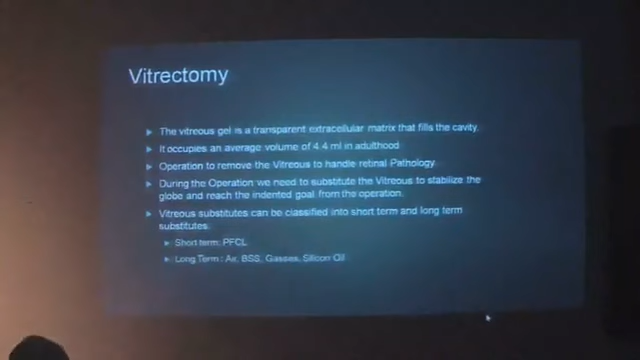 Vitrectomy
The vitreous gel is a transparent extracellular matrix that fills the cavity.
It occupies an average volume of 4.4 ml in adulthood
Operation to remove the Vitreous to handle retinal Pathology
During the Operation we need to substitute the Vitreous to stabilize the
globe and reach the indented goal from the operation.
Vitreous substitutes can be classified into short term and long term
substitutes.
Short term: PFCL
Long Term : Air, BSS, Gasses, Silicon Oil